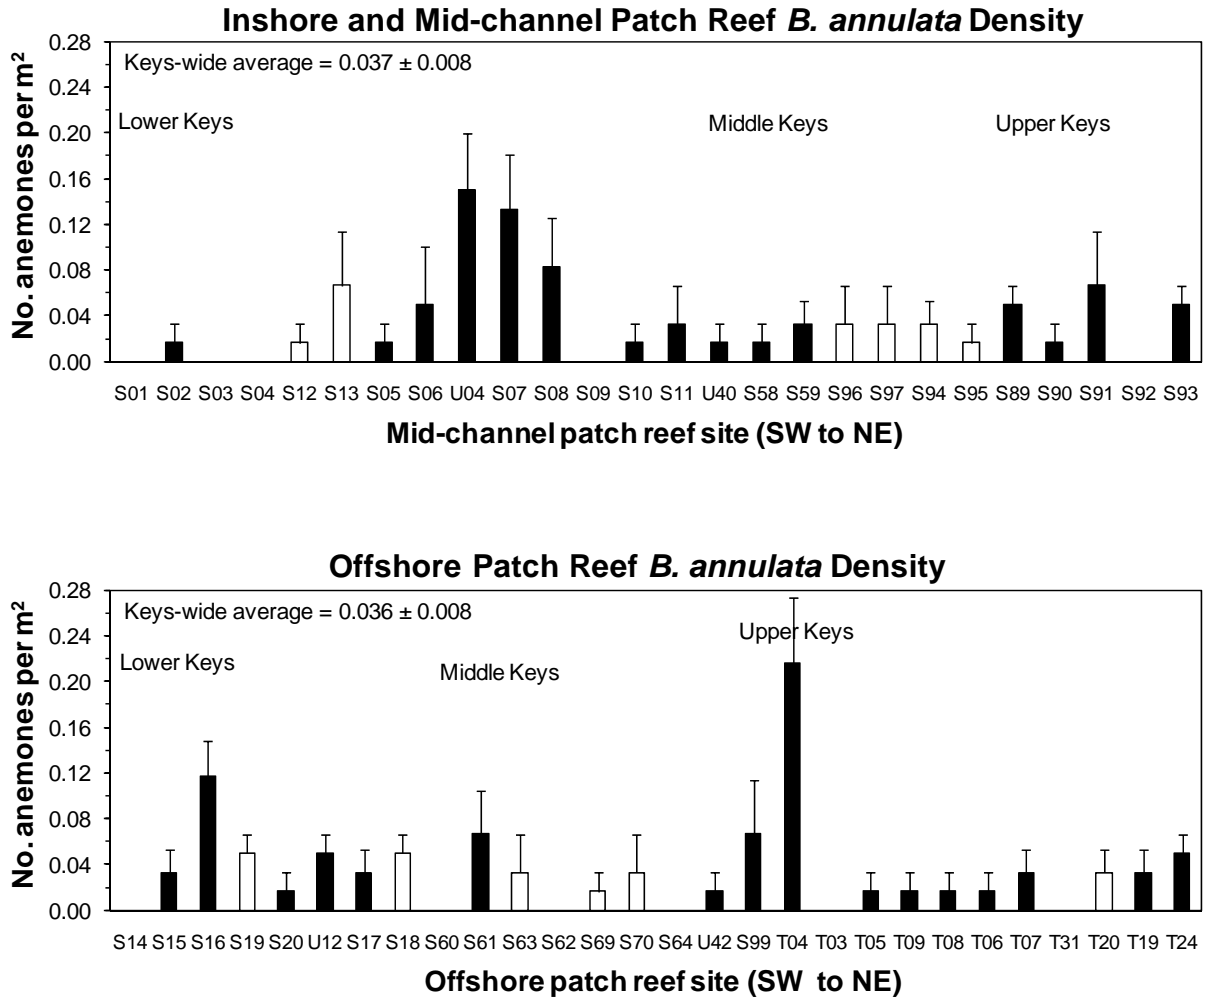 Inshore and Mid-channel Patch Reef B. annulata Density
No. anemones per m²
0.28
0.24
0.20
0.16
0.12
0.08
0.04
0.00
Keys-wide average = 0.037 ± 0.008
Lower Keys
Middle Keys
Upper Keys
S01 S02 S03 S04 S12 S13 S05 S06 U04 S07 S08 S09 S10 S11 U40 S58 S59 S96 S97 S94 S95 S89 S90 S91 S92 S93
Mid-channel patch reef site (SW to NE)
Offshore Patch Reef B. annulata Density
No. anemones per m²
0.28
0.24
0.20
0.16
0.12
0.08
0.04
0.00
Keys-wide average = 0.036 ± 0.008
Upper Keys
Lower Keys
Middle Keys
S14 S15 S16 S19 S20 U12 S17 S18 S60 S61 S63 S62 S69 S70 S64 U42 S99 T04 T03 T05 T09 T08 T06 T07 T31 T20 T19 T24
Offshore patch reef site (SW to NE)